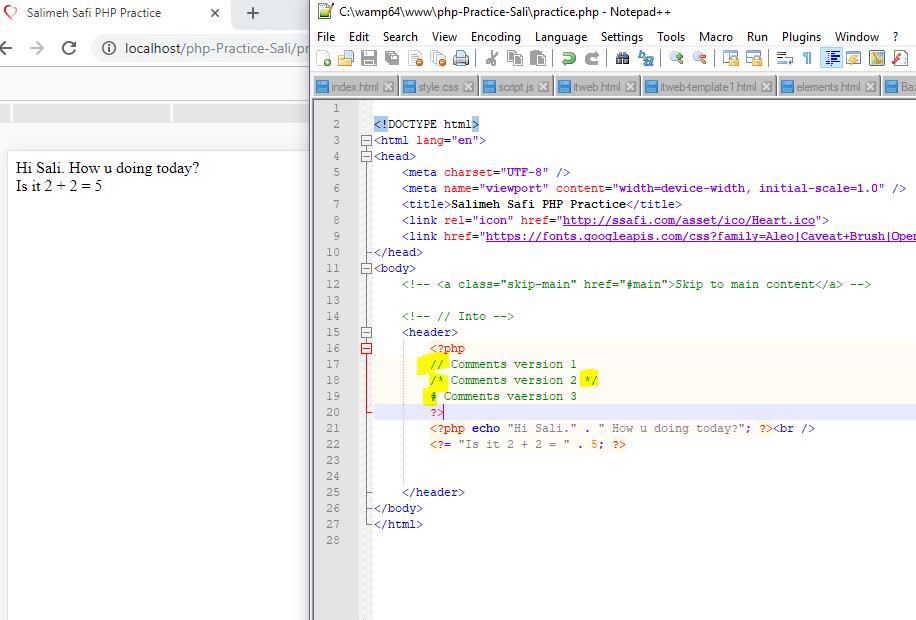 Salimeh Safi PHP Practice
localhost/php-Practice-Sali/pr
Hi Sali. How u doing today?
Is it 2 + 2 = 5
C:\wamp64\www\php-Practice-Sali\practice.php - Notepad++
File Edit Search View Encoding Language Settings Tools Macro Run Plugins Window ?
index.html style.css script.js itweb.html itweb-template1.html elements.html Baz
1
2 <!DOCTYPE html>
3 <html lang="en">
4 <head>
5 <meta charset="UTF-8" />
6 <meta name="viewport" content="width=device-width, initial-scale=1.0" />
7 <title>Salimeh Safi PHP Practice</title>
8 <link rel="icon" href="http://ssafi.com/asset/ico/Heart.ico">
9 <link href="https://fonts.googleapis.com/css?family=Aleo|Caveat+Brush|Open
10 </head>
11 <body>
12 <!-- <a class="skip-main" href="#main">Skip to main content</a> -->
13
14 <!-- // Into -->
15 <header>
16 <?php
17 // Comments version 1
18 /* Comments version 2 */
19 # Comments vaersion 3
20 ?>
21 <?php echo "Hi Sali." . " How u doing today?"; ?><br />
22 <?= "Is it 2 + 2 = " . 5; ?>
23
24
25 </header>
26 </body>
27 </html>
28